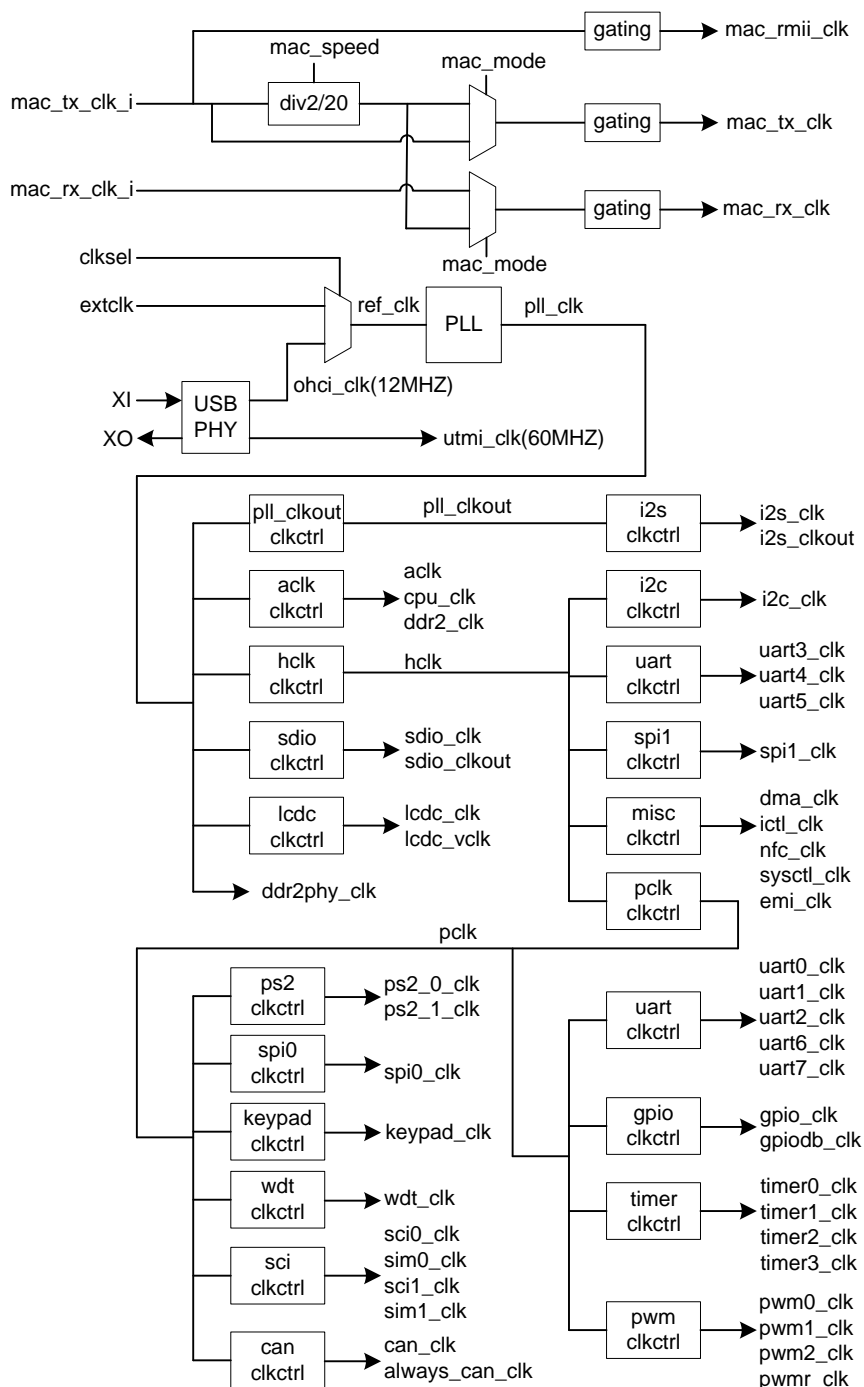 gating
mac_rmii_clk
mac_speed
mac_mode
mac_tx_clk_i
div2/20
gating
mac_tx_clk
mac_rx_clk_i
gating
mac_rx_clk
mac_mode
clksel
extclk
ref_clk
PLL
pll_clk
ohci_clk(12MHZ)
XI
USB
PHY
XO
utmi_clk(60MHZ)
pll_clkout
clkctrl
pll_clkout
i2s
clkctrl
i2s_clk
i2s_clkout
aclk
clkctrl
aclk
cpu_clk
ddr2_clk
i2c
clkctrl
i2c_clk
hclk
clkctrl
hclk
uart
clkctrl
uart3_clk
uart4_clk
uart5_clk
sdio
clkctrl
sdio_clk
sdio_clkout
spi1
clkctrl
spi1_clk
lcdc
clkctrl
lcdc_clk
lcdc_vclk
misc
clkctrl
dma_clk
ictl_clk
nfc_clk
sysctl_clk
emi_clk
ddr2phy_clk
pclk
clkctrl
pclk
ps2
clkctrl
ps2_0_clk
ps2_1_clk
uart
clkctrl
uart0_clk
uart1_clk
uart2_clk
uart6_clk
uart7_clk
spi0
clkctrl
spi0_clk
keypad
clkctrl
keypad_clk
gpio
clkctrl
gpio_clk
gpiodb_clk
wdt
clkctrl
wdt_clk
timer
clkctrl
timer0_clk
timer1_clk
timer2_clk
timer3_clk
sci
clkctrl
sci0_clk
sim0_clk
sci1_clk
sim1_clk
can
clkctrl
can_clk
always_can_clk
pwm
clkctrl
pwm0_clk
pwm1_clk
pwm2_clk
pwmr_clk